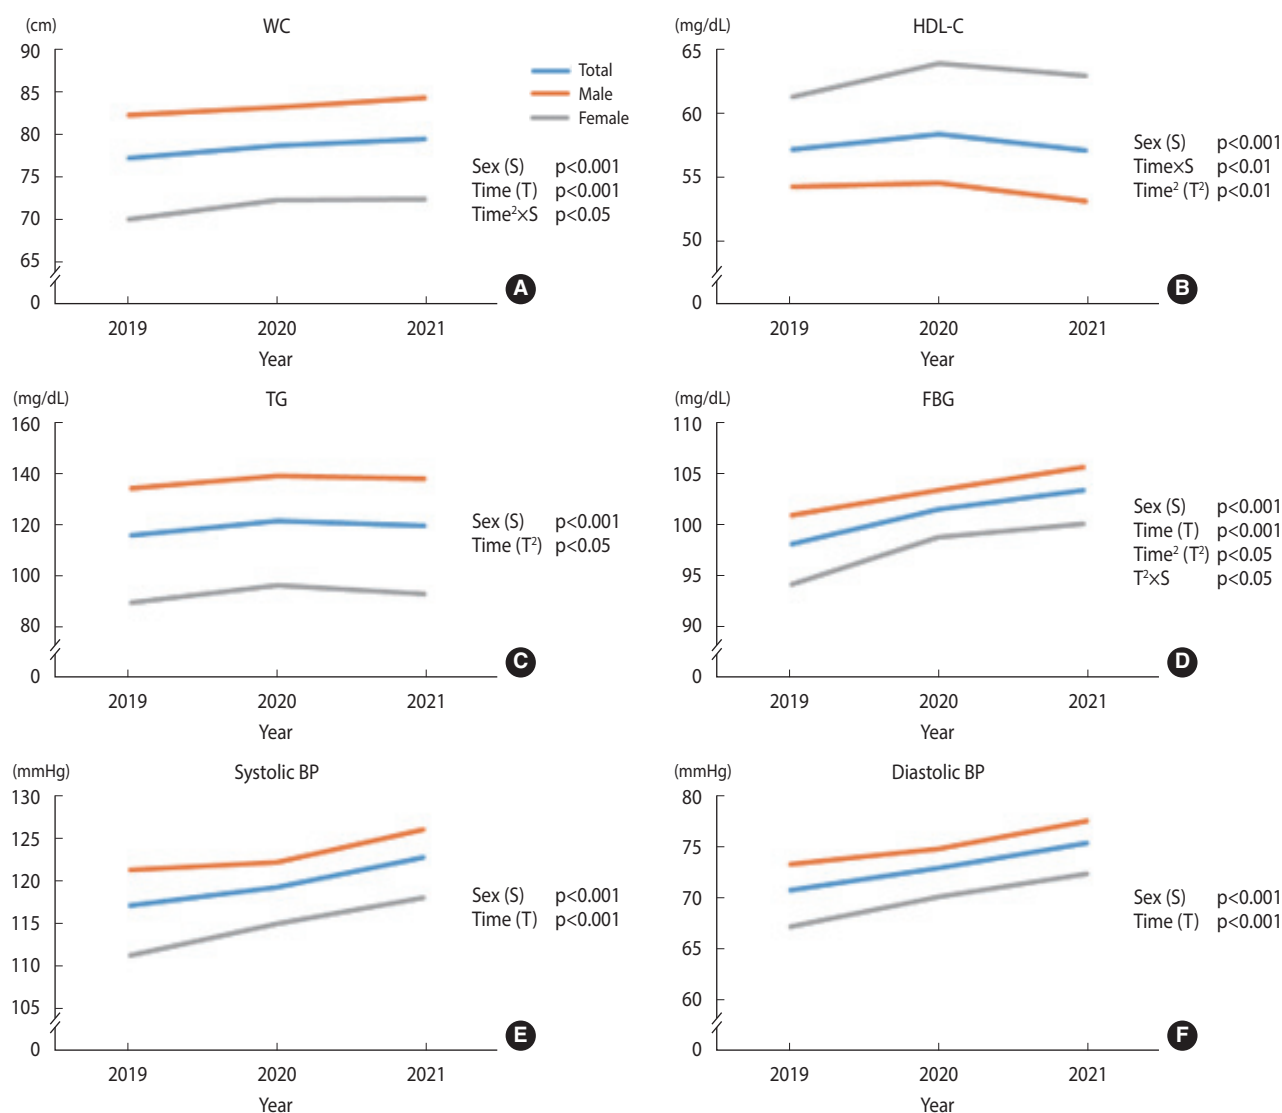 (cm)
WC
90
85
80
75
70
65
0
Total
Male
Female
Sex (S) p<0.001
Time (T) p<0.001
Time²×S p<0.05
A
2019 2020 2021
Year
(mg/dL)
HDL-C
65
60
55
50
0
Sex (S) p<0.001
Time×S p<0.01
Time² (T²) p<0.01
B
2019 2020 2021
Year
(mg/dL)
TG
160
140
120
100
80
0
Sex (S) p<0.001
Time (T²) p<0.05
C
2019 2020 2021
Year
(mg/dL)
FBG
110
105
100
95
90
0
Sex (S) p<0.001
Time (T) p<0.001
Time² (T²) p<0.05
T²×S p<0.05
D
2019 2020 2021
Year
(mmHg)
Systolic BP
130
125
120
115
110
105
0
Sex (S) p<0.001
Time (T) p<0.001
E
2019 2020 2021
Year
(mmHg)
Diastolic BP
80
75
70
65
60
0
Sex (S) p<0.001
Time (T) p<0.001
F
2019 2020 2021
Year